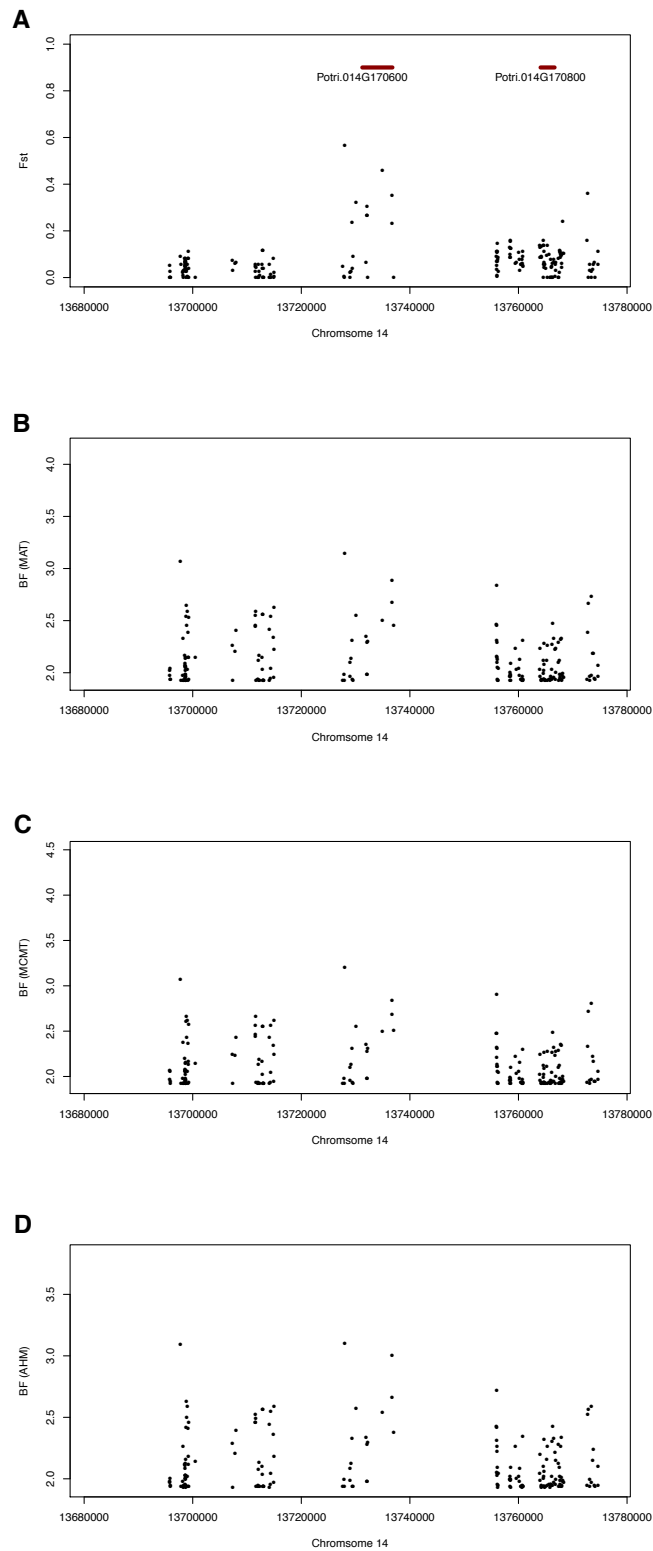 A
Fst
1.0
0.8
0.6
0.4
0.2
0.0
Potri.014G170600 Potri.014G170800
13680000 13700000 13720000 13740000 13760000 13780000
Chromsome 14
B
BF (MAT)
4.0
3.5
3.0
2.5
2.0
13680000 13700000 13720000 13740000 13760000 13780000
Chromsome 14
C
BF (MCMT)
4.5
4.0
3.5
3.0
2.5
2.0
13680000 13700000 13720000 13740000 13760000 13780000
Chromsome 14
D
BF (AHM)
3.5
3.0
2.5
2.0
13680000 13700000 13720000 13740000 13760000 13780000
Chromsome 14